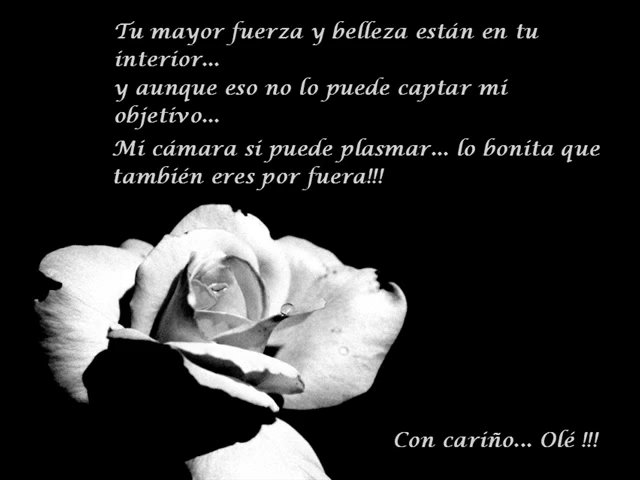 Tu mayor fuerza y belleza están en tu
interior...
y aunque eso no lo puede captar mi
objetivo...
Mi cámara si puede plasmar... lo bonita que
también eres por fuera!!!
Con cariño... Olé !!!